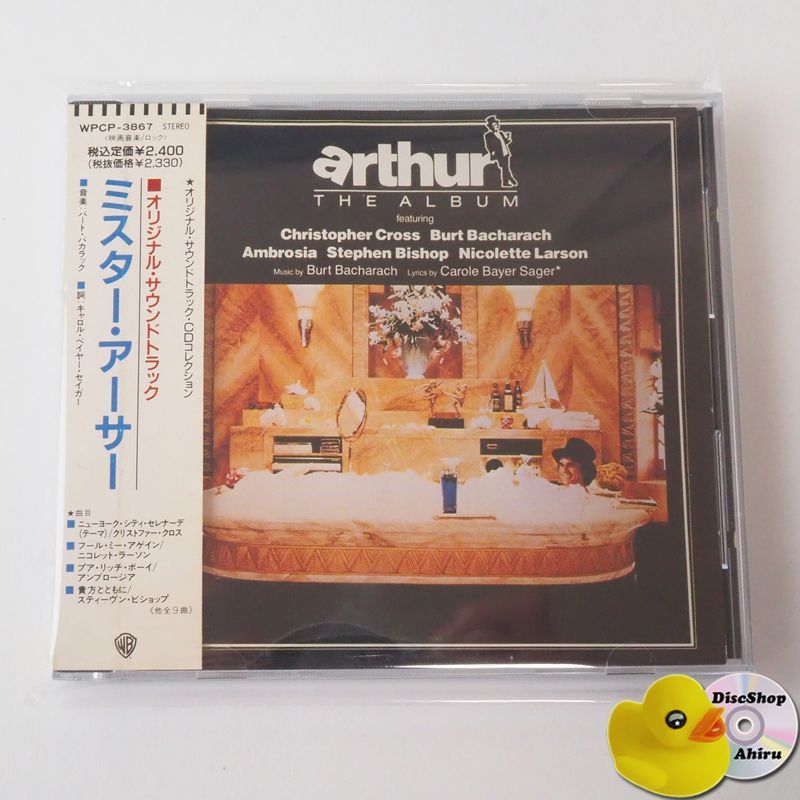 WPCP-3867 STEREO
〈映画音楽/ロック〉
税込定価¥2,400
(税抜価格¥2,330)
★オリジナル・サウンドトラック・CDコレクション
■オリジナル・サウンドトラック
ミスター・アーサー
■音楽:バート・バカラック ■詞:キャロル・ベイヤー・セイガー
★曲目
■ニューヨーク・シティ・セレナーデ
(テーマ)/クリストファー・クロス
■フール・ミー・アゲイン/
ニコレット・ラーソン
■プア・リッチ・ボーイ/
アンブロージア
■貴方とともに/
スティーヴン・ビショップ
〈他全9曲〉
WB
arthur
THE ALBUM
featuring
Christopher Cross Burt Bacharach
Ambrosia Stephen Bishop Nicolette Larson
Music by Burt Bacharach Lyrics by Carole Bayer Sager*
DiscShop
Ahiru